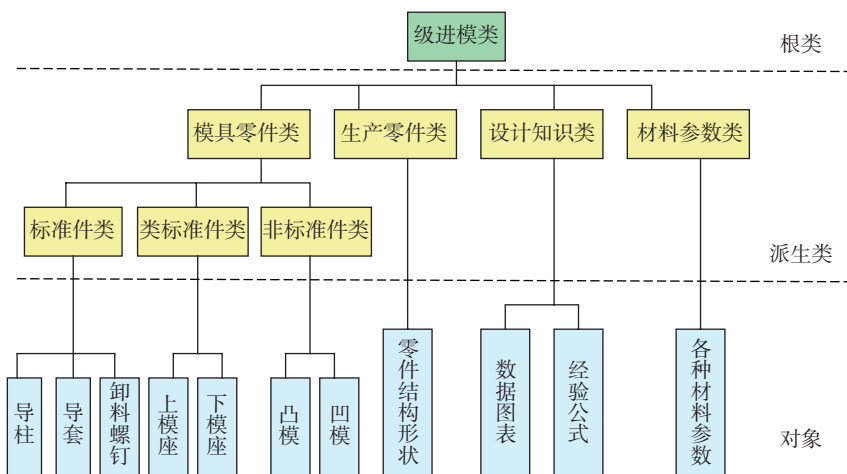 级进模类
根类
模具零件类
生产零件类
设计知识类
材料参数类
标准件类
类标准件类
非标准件类
派生类
导柱
导套
卸料螺钉
上模座
下模座
凸模
凹模
零件结构形状
数据图表
经验公式
各种材料参数
对象